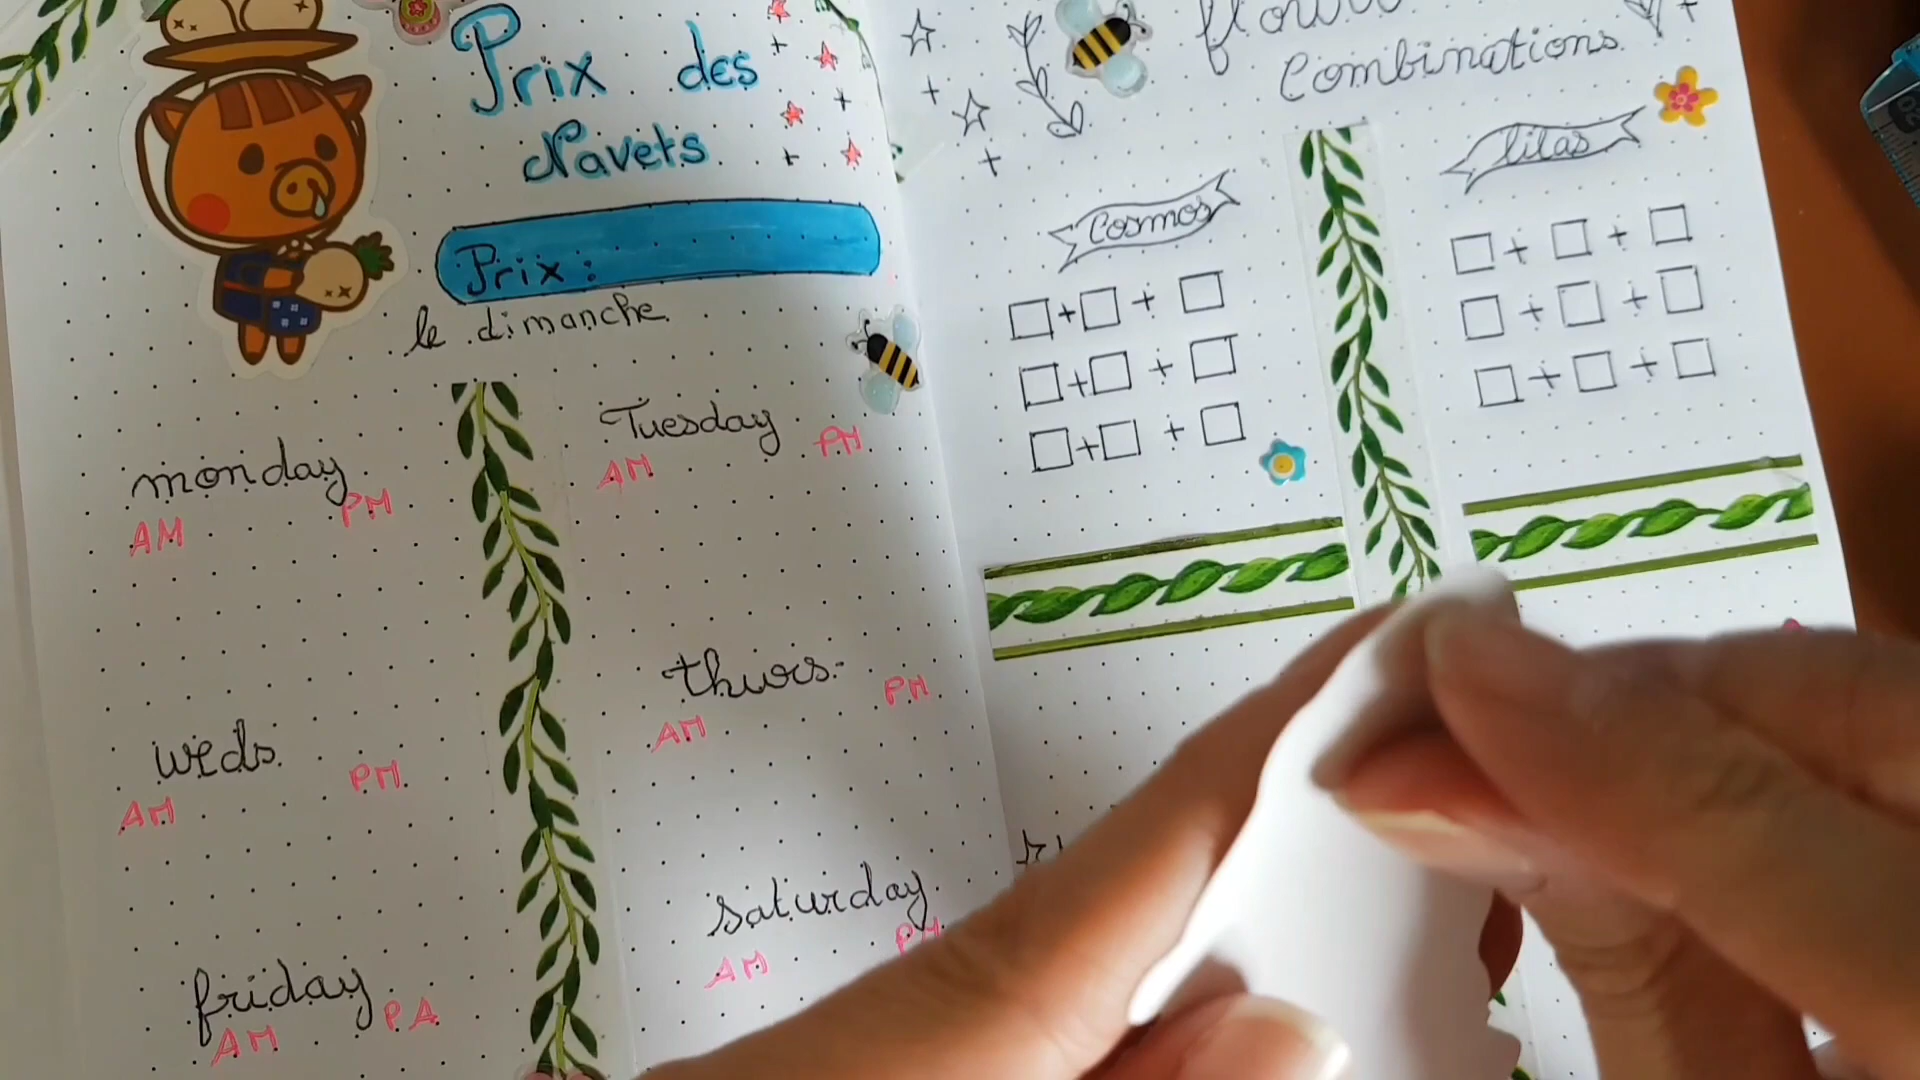 Prix des
Navets
Prix :
le dimanche
monday
AM PM
Tuesday
AM PM
weds.
AM PM
thurs.
AM PM
friday
AM PA
saturday
AM PM
Combinations
Cosmos
□+□+□
□+□+□
□+□+□
lilas
□+□+□
□+□+□
□+□+□